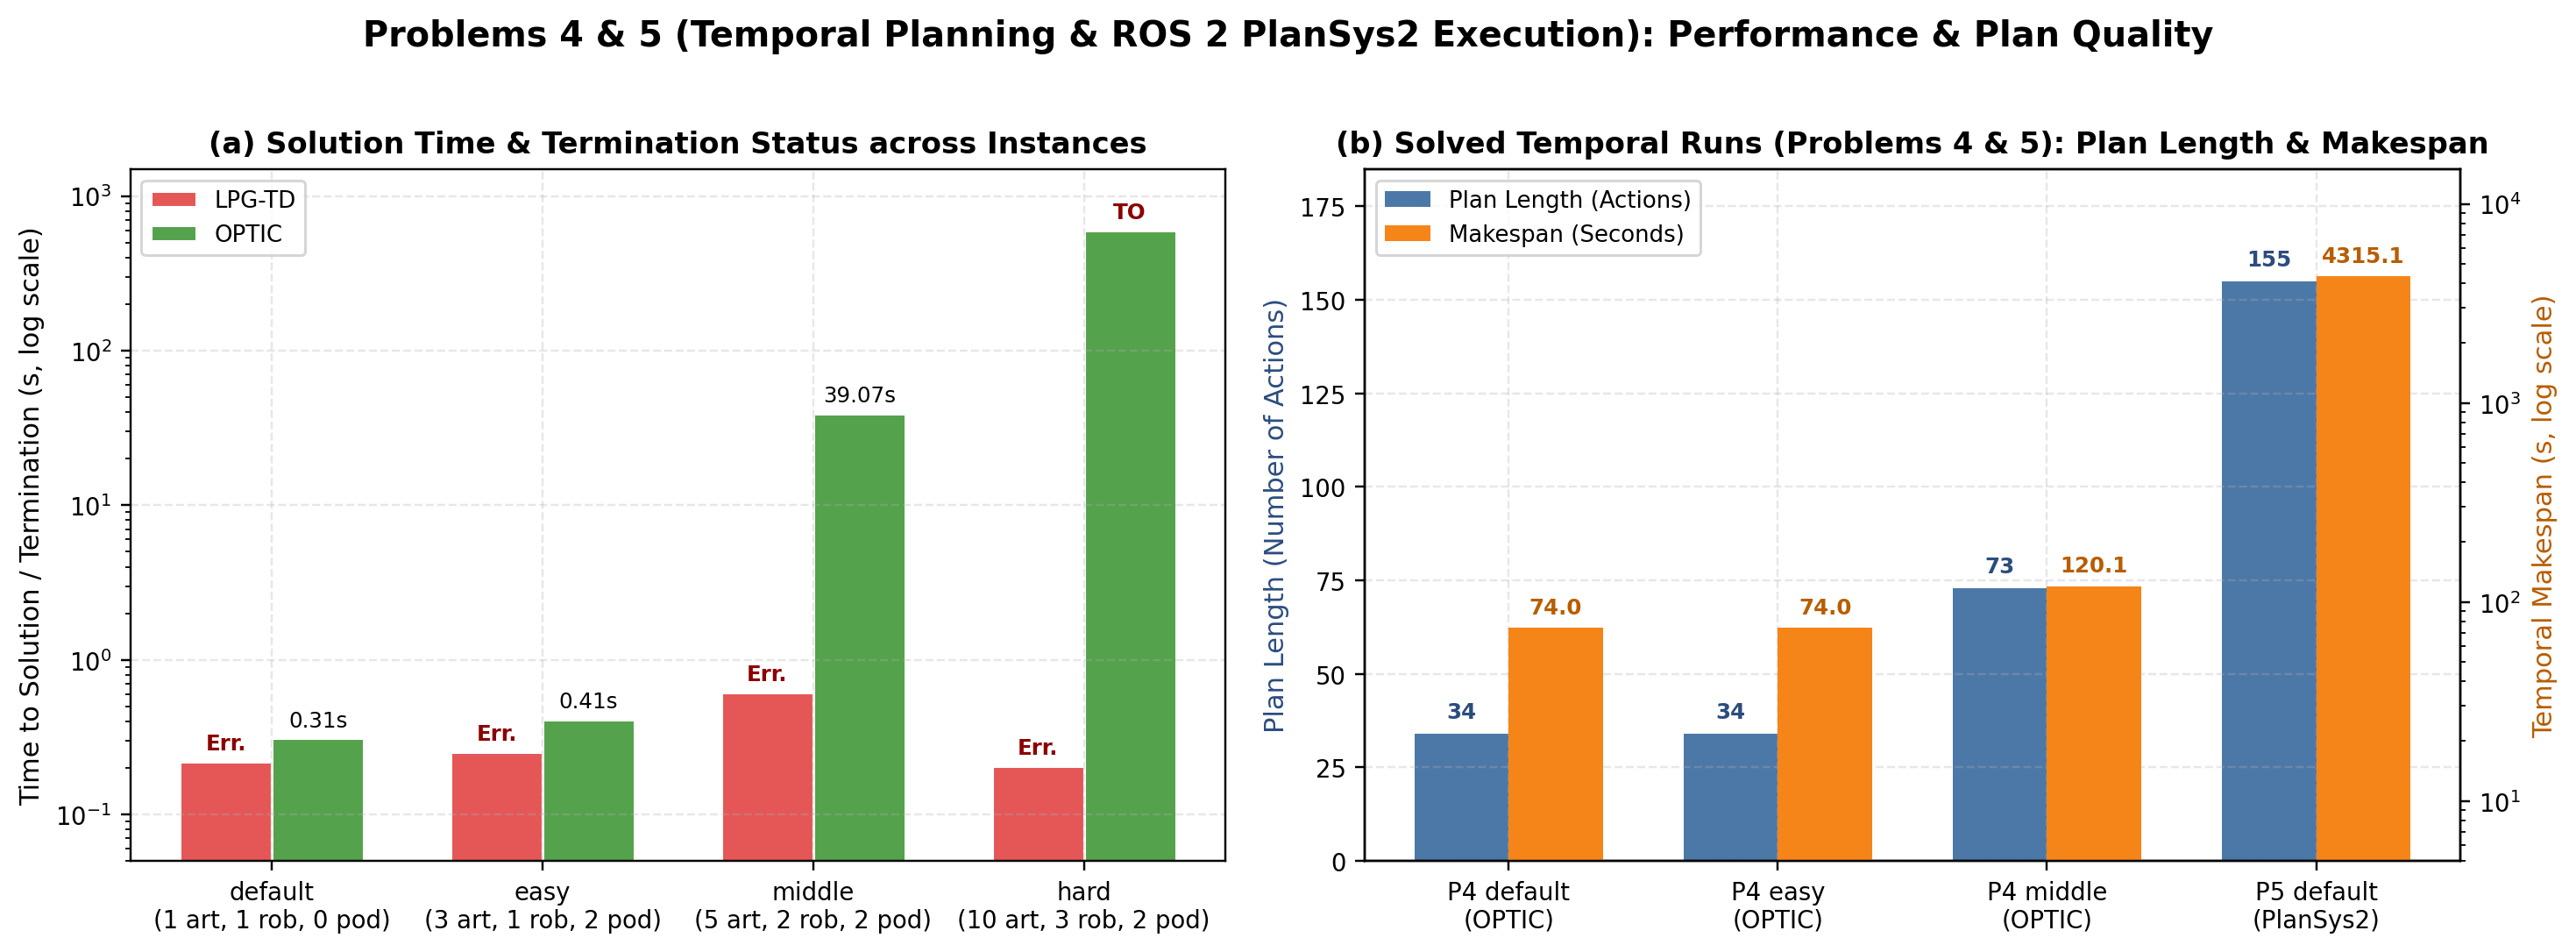 Problems 4 & 5 (Temporal Planning & ROS 2 PlanSys2 Execution): Performance & Plan Quality
(a) Solution Time & Termination Status across Instances
Time to Solution / Termination (s, log scale)
10³
10²
10¹
10⁰
10⁻¹
LPG-TD
OPTIC
Err.
0.31s
Err.
0.41s
Err.
39.07s
Err.
TO
default
(1 art, 1 rob, 0 pod)
easy
(3 art, 1 rob, 2 pod)
middle
(5 art, 2 rob, 2 pod)
hard
(10 art, 3 rob, 2 pod)
(b) Solved Temporal Runs (Problems 4 & 5): Plan Length & Makespan
Plan Length (Number of Actions)
175
150
125
100
75
50
25
0
Plan Length (Actions)
Makespan (Seconds)
34
74.0
34
74.0
73
120.1
155
4315.1
P4 default
(OPTIC)
P4 easy
(OPTIC)
P4 middle
(OPTIC)
P5 default
(PlanSys2)
10⁴
10³
10²
10¹
Temporal Makespan (s, log scale)